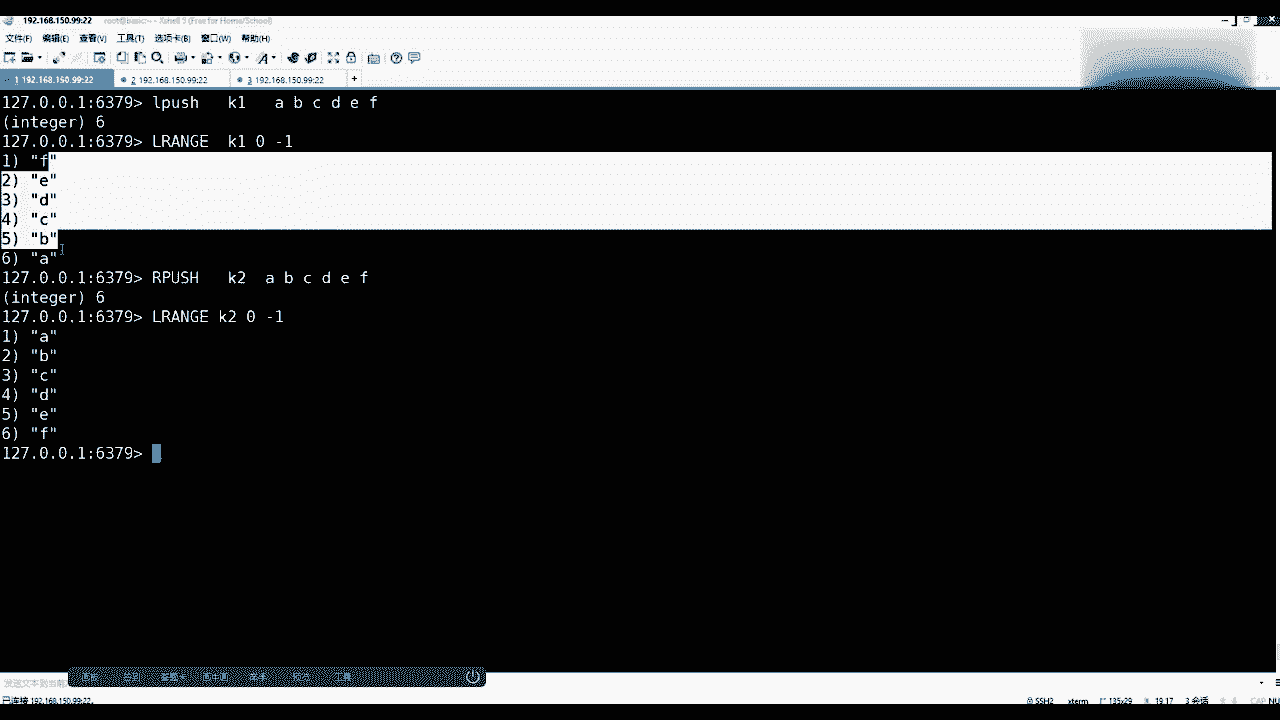 192.168.150.99:22 root@basic:~ - Xshell 5 (Free for Home/School)
文件(F) 编辑(E) 查看(V) 工具(T) 选项卡(B) 窗口(W) 帮助(H)
1 192.168.150.99:22 2 192.168.150.99:22 3 192.168.150.99:22 +
127.0.0.1:6379> lpush k1 a b c d e f
(integer) 6
127.0.0.1:6379> LRANGE k1 0 -1
1) "f"
2) "e"
3) "d"
4) "c"
5) "b"
6) "a"
127.0.0.1:6379> RPUSH k2 a b c d e f
(integer) 6
127.0.0.1:6379> LRANGE k2 0 -1
1) "a"
2) "b"
3) "c"
4) "d"
5) "e"
6) "f"
127.0.0.1:6379>
已连接 192.168.150.99:22。 SSH2 xterm 135x29 19,17 3 会话 CAP NU